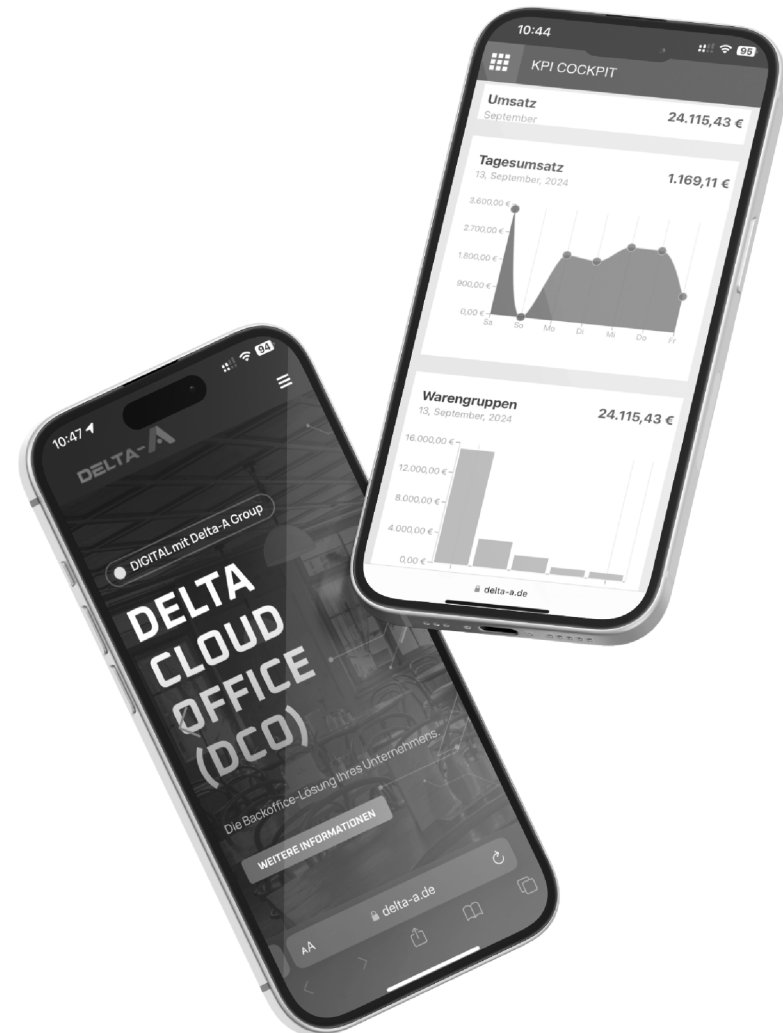 10:44
95
KPI COCKPIT
Umsatz
September
24.115,43 €
Tagesumsatz
13, September, 2024
1.169,11 €
3.600,00 €
2.700,00 €
1.800,00 €
900,00 €
0,00 €
Sa So Mo Di Mi Do Fr
Warengruppen
13, September, 2024
24.115,43 €
16.000,00 €
12.000,00 €
8.000,00 €
4.000,00 €
0,00 €
delta-a.de
10:47
94
DELTA-A
DIGITAL mit Delta-A Group
DELTA
CLOUD
OFFICE
(DCO)
Die Backoffice-Lösung Ihres Unternehmens.
WEITERE INFORMATIONEN
AA
delta-a.de